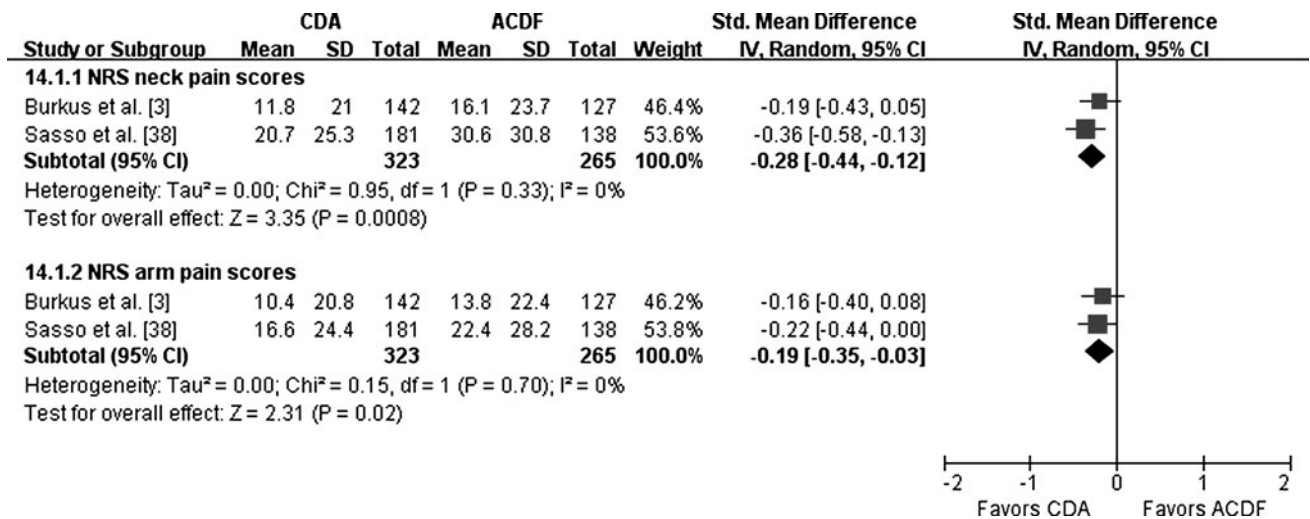 CDA ACDF Std. Mean Difference Std. Mean Difference
Study or Subgroup Mean SD Total Mean SD Total Weight IV, Random, 95% CI IV, Random, 95% CI
14.1.1 NRS neck pain scores
Burkus et al. [3] 11.8 21 142 16.1 23.7 127 46.4% -0.19 [-0.43, 0.05]
Sasso et al. [38] 20.7 25.3 181 30.6 30.8 138 53.6% -0.36 [-0.58, -0.13]
Subtotal (95% CI) 323 265 100.0% -0.28 [-0.44, -0.12]
Heterogeneity: Tau² = 0.00; Chi² = 0.95, df = 1 (P = 0.33); I² = 0%
Test for overall effect: Z = 3.35 (P = 0.0008)
14.1.2 NRS arm pain scores
Burkus et al. [3] 10.4 20.8 142 13.8 22.4 127 46.2% -0.16 [-0.40, 0.08]
Sasso et al. [38] 16.6 24.4 181 22.4 28.2 138 53.8% -0.22 [-0.44, 0.00]
Subtotal (95% CI) 323 265 100.0% -0.19 [-0.35, -0.03]
Heterogeneity: Tau² = 0.00; Chi² = 0.15, df = 1 (P = 0.70); I² = 0%
Test for overall effect: Z = 2.31 (P = 0.02)
-2 -1 0 1 2
Favors CDA Favors ACDF